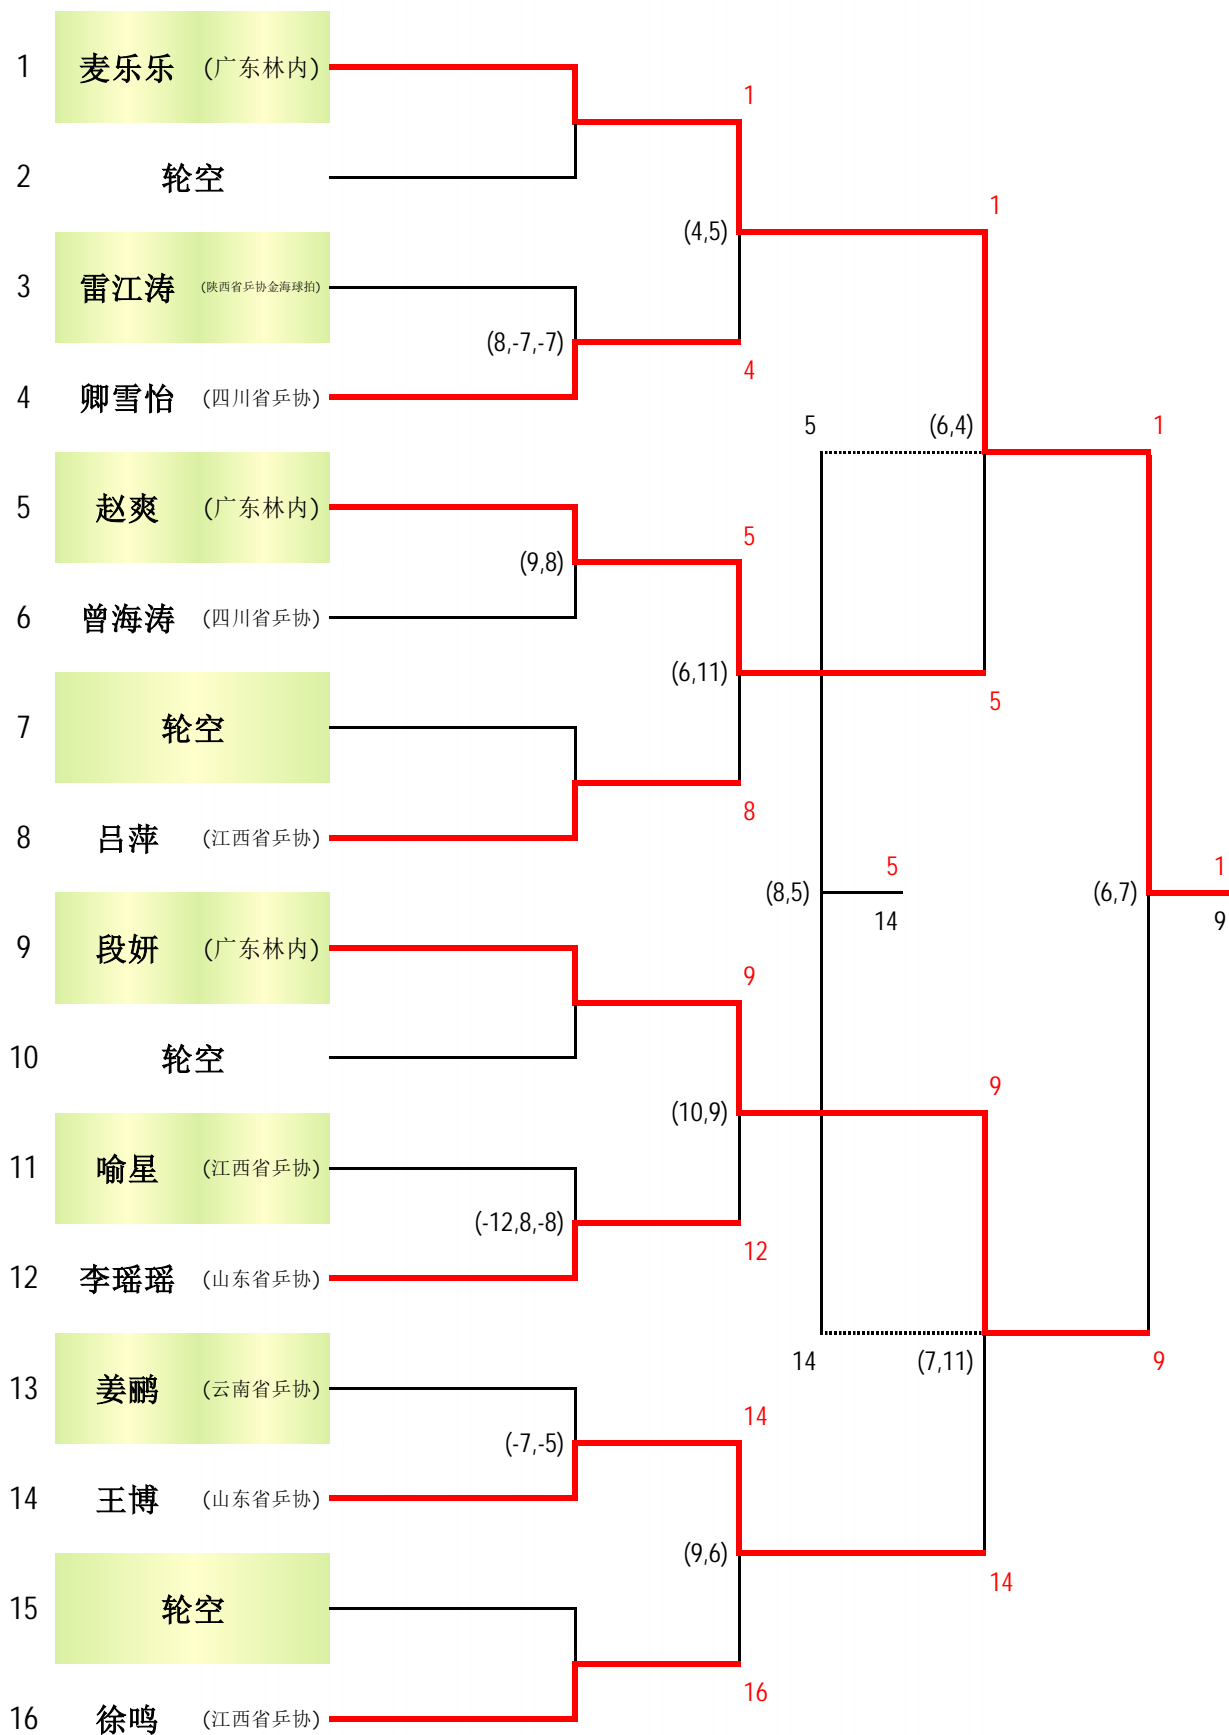 1 麦乐乐 (广东林内)
1
2 轮空
1
(4,5)
3 雷江涛 (陕西省乒协金海球拍)
(8,-7,-7)
4
4 卿雪怡 (四川省乒协)
5 (6,4) 1
5 赵爽 (广东林内)
5
(9,8)
6 曾海涛 (四川省乒协)
(6,11)
5
7 轮空
8
8 吕萍 (江西省乒协)
5 1
(8,5) (6,7)
14 9
9 段妍 (广东林内)
9
10 轮空
9
(10,9)
11 喻星 (江西省乒协)
(-12,8,-8)
12
12 李瑶瑶 (山东省乒协)
14 (7,11) 9
13 姜鹂 (云南省乒协)
14
(-7,-5)
14 王博 (山东省乒协)
(9,6)
14
15 轮空
16
16 徐鸣 (江西省乒协)